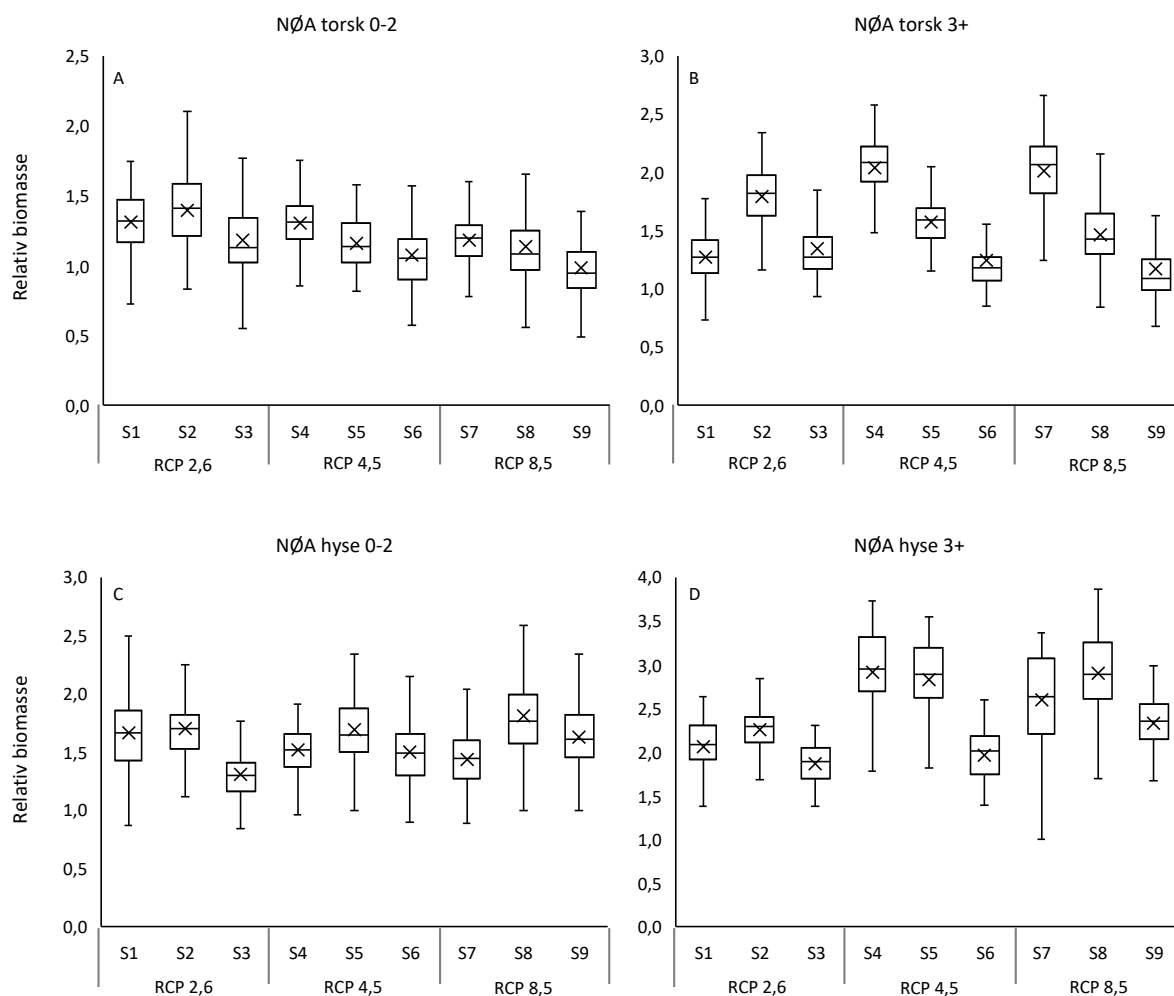 NØA torsk 0-2
A
Relativ biomasse
2,5
2,0
1,5
1,0
0,5
0,0
S1 S2 S3 S4 S5 S6 S7 S8 S9
RCP 2,6 RCP 4,5 RCP 8,5
NØA torsk 3+
B
3,0
2,5
2,0
1,5
1,0
0,5
0,0
S1 S2 S3 S4 S5 S6 S7 S8 S9
RCP 2,6 RCP 4,5 RCP 8,5
NØA hyse 0-2
C
Relativ biomasse
3,0
2,5
2,0
1,5
1,0
0,5
0,0
S1 S2 S3 S4 S5 S6 S7 S8 S9
RCP 2,6 RCP 4,5 RCP 8,5
NØA hyse 3+
D
4,0
3,5
3,0
2,5
2,0
1,5
1,0
0,5
0,0
S1 S2 S3 S4 S5 S6 S7 S8 S9
RCP 2,6 RCP 4,5 RCP 8,5